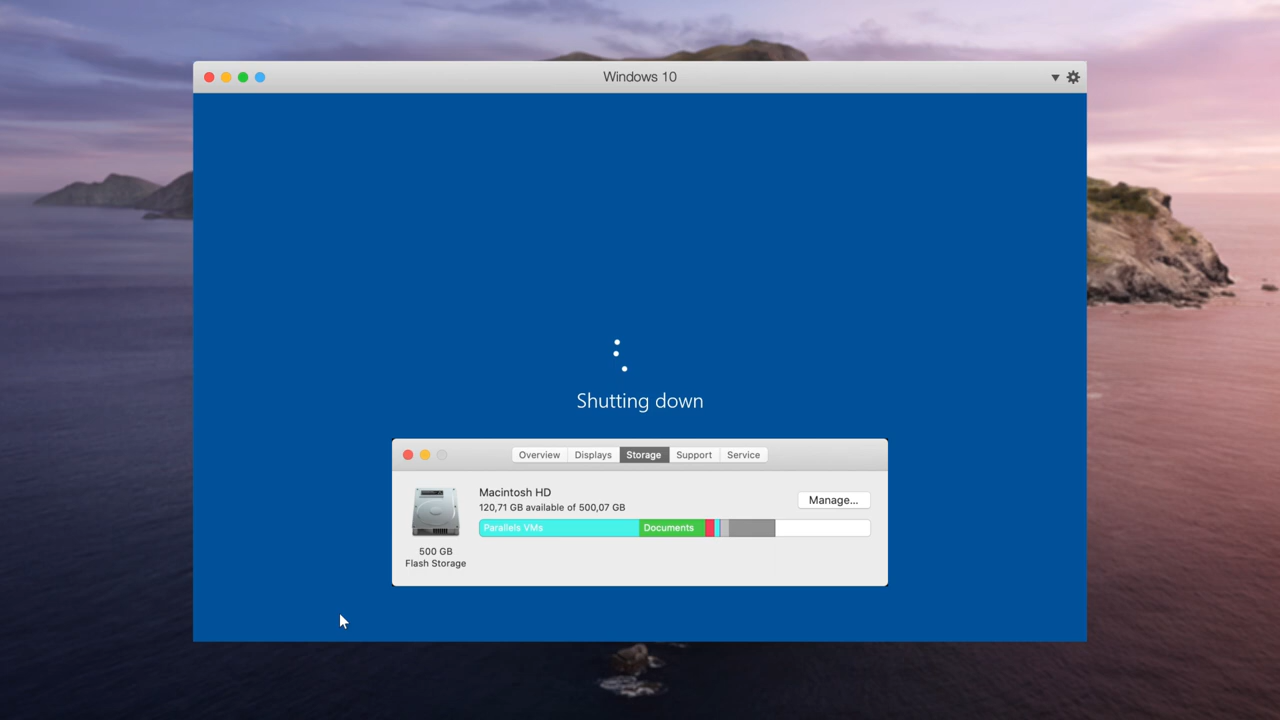 Windows 10
Shutting down
Overview Displays Storage Support Service
Macintosh HD
120,71 GB available of 500,07 GB
Manage...
Parallels VMs Documents
500 GB
Flash Storage